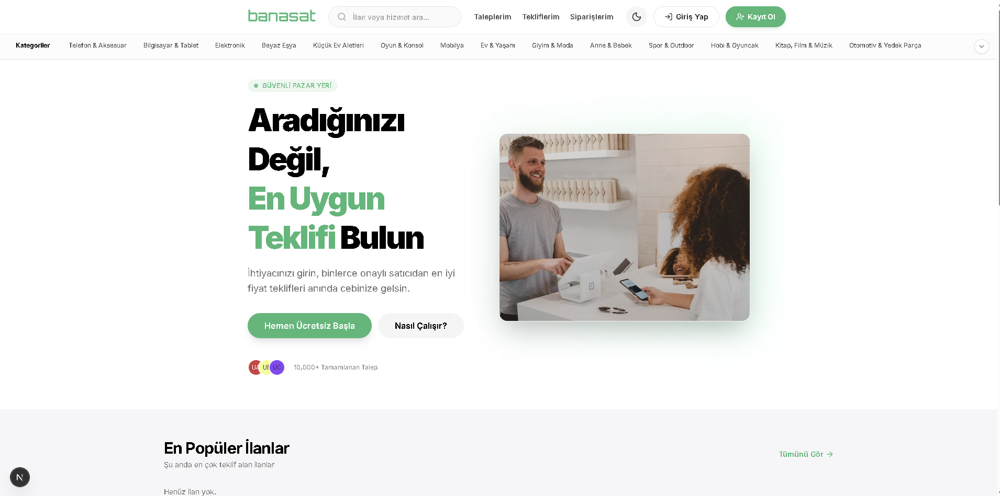 banasat
İlan veya hizmet ara...
Taleplerim
Tekliflerim
Siparişlerim
Giriş Yap
Kayıt Ol
Kategoriler
Telefon & Aksesuar
Bilgisayar & Tablet
Elektronik
Beyaz Eşya
Küçük Ev Aletleri
Oyun & Konsol
Mobilya
Ev & Yaşam
Giyim & Moda
Anne & Bebek
Spor & Outdoor
Hobi & Oyuncak
Kitap, Film & Müzik
Otomotiv & Yedek Parça
GÜVENLİ PAZAR YERİ
Aradığınızı
Değil,
En Uygun
Teklifi Bulun
İhtiyacınızı girin, binlerce onaylı satıcıdan en iyi
fiyat teklifleri anında cebinize gelsin.
Hemen Ücretsiz Başla
Nasıl Çalışır?
UA UB UC
10,000+ Tamamlanan Talep
En Popüler İlanlar
Şu anda en çok teklif alan ilanlar
Tümünü Gör
Henüz ilan yok.
N